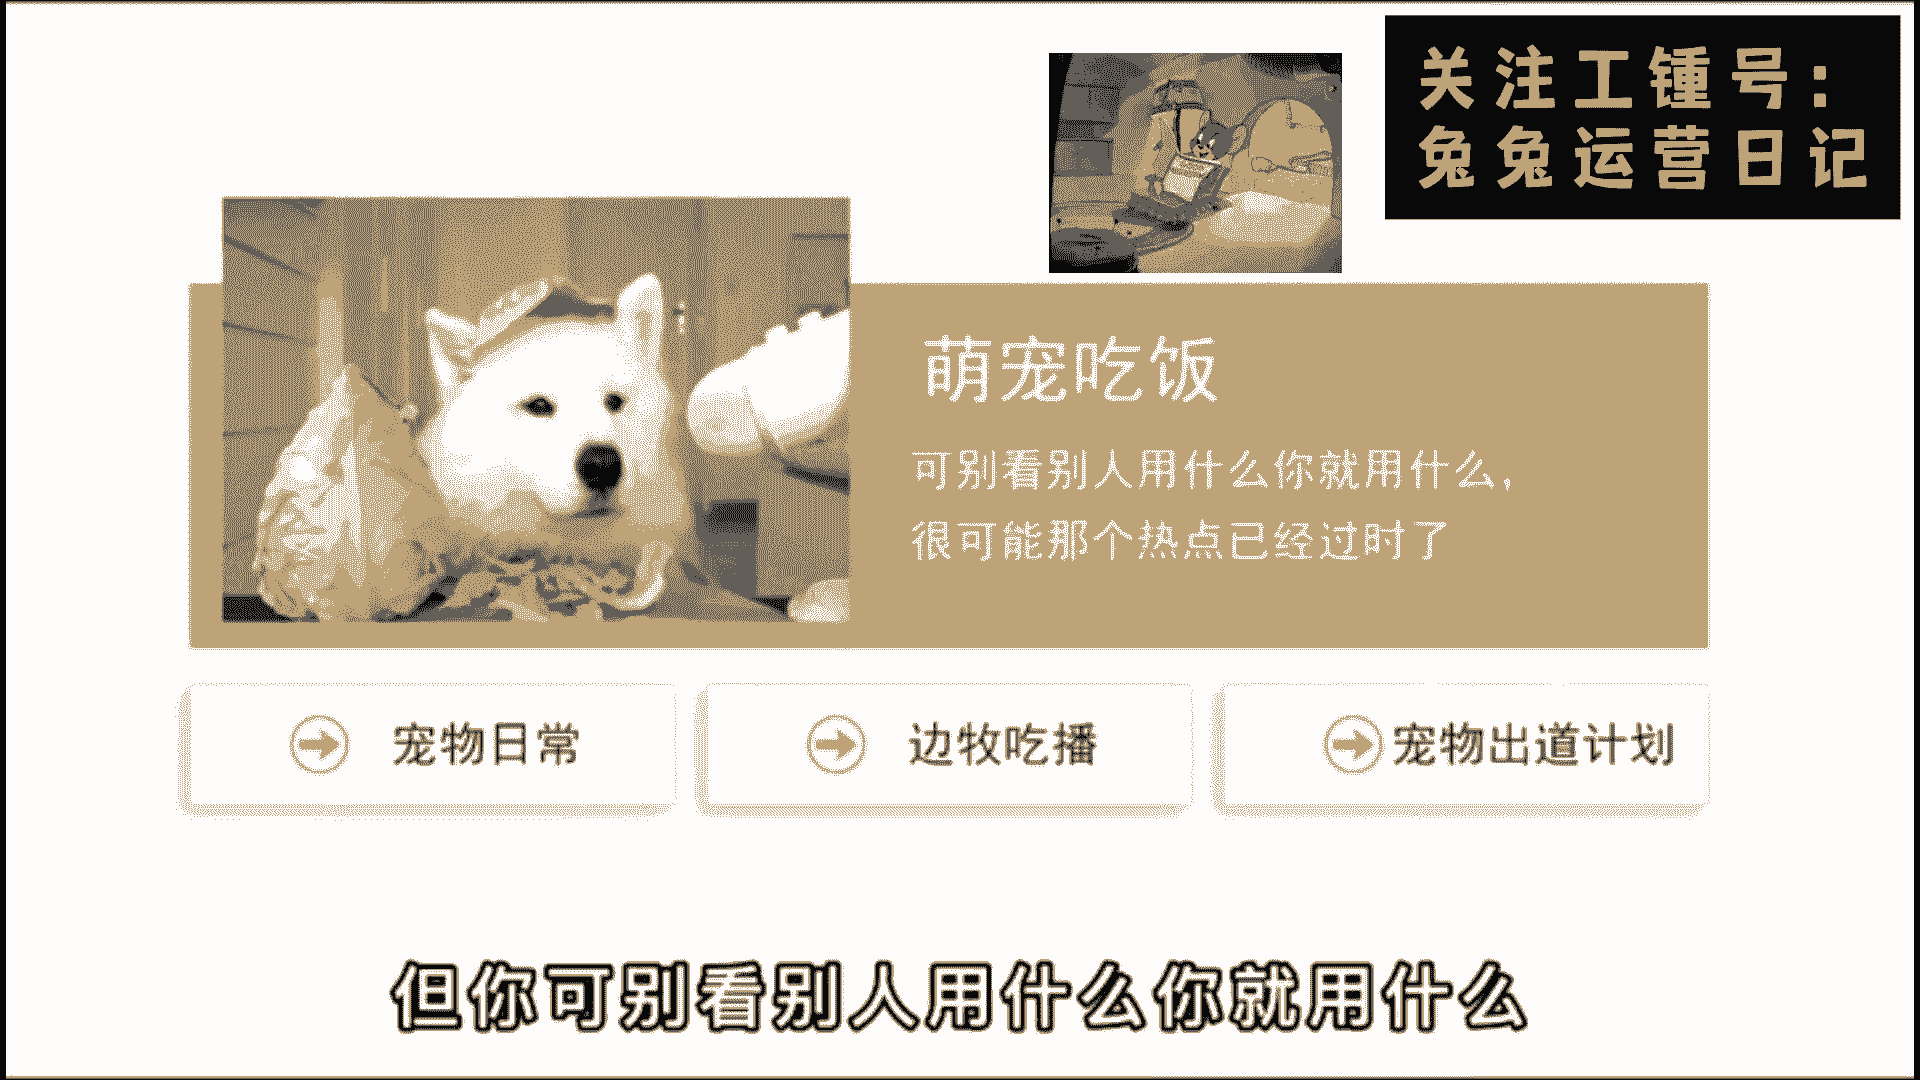 关注工锺号：
兔兔运营日记
萌宠吃饭
可别看别人用什么你就用什么，
很可能那个热点已经过时了
宠物日常
边牧吃播
宠物出道计划
但你可别看别人用什么你就用什么